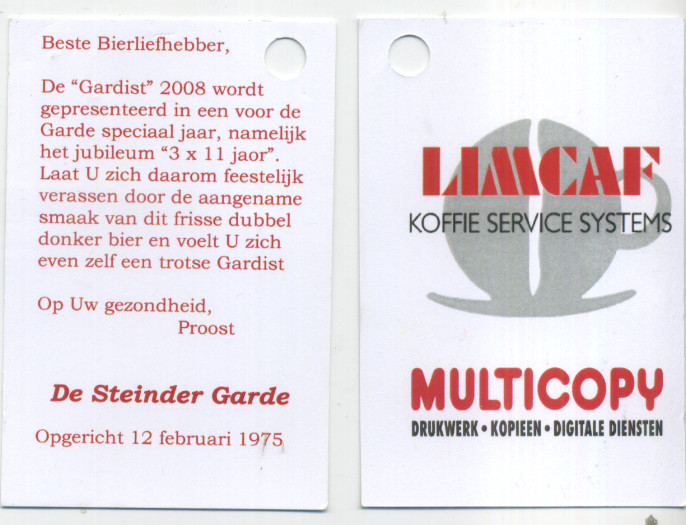 Beste Bierliefhebber,
De “Gardist” 2008 wordt
gepresenteerd in een voor de
Garde speciaal jaar, namelijk
het jubileum “3 x 11 jaor”.
Laat U zich daarom feestelijk
verassen door de aangename
smaak van dit frisse dubbel
donker bier en voelt U zich
even zelf een trotse Gardist
Op Uw gezondheid,
Proost
De Steinder Garde
Opgericht 12 februari 1975
LIMCAF
KOFFIE SERVICE SYSTEMS
MULTICOPY
DRUKWERK • KOPIEEN • DIGITALE DIENSTEN